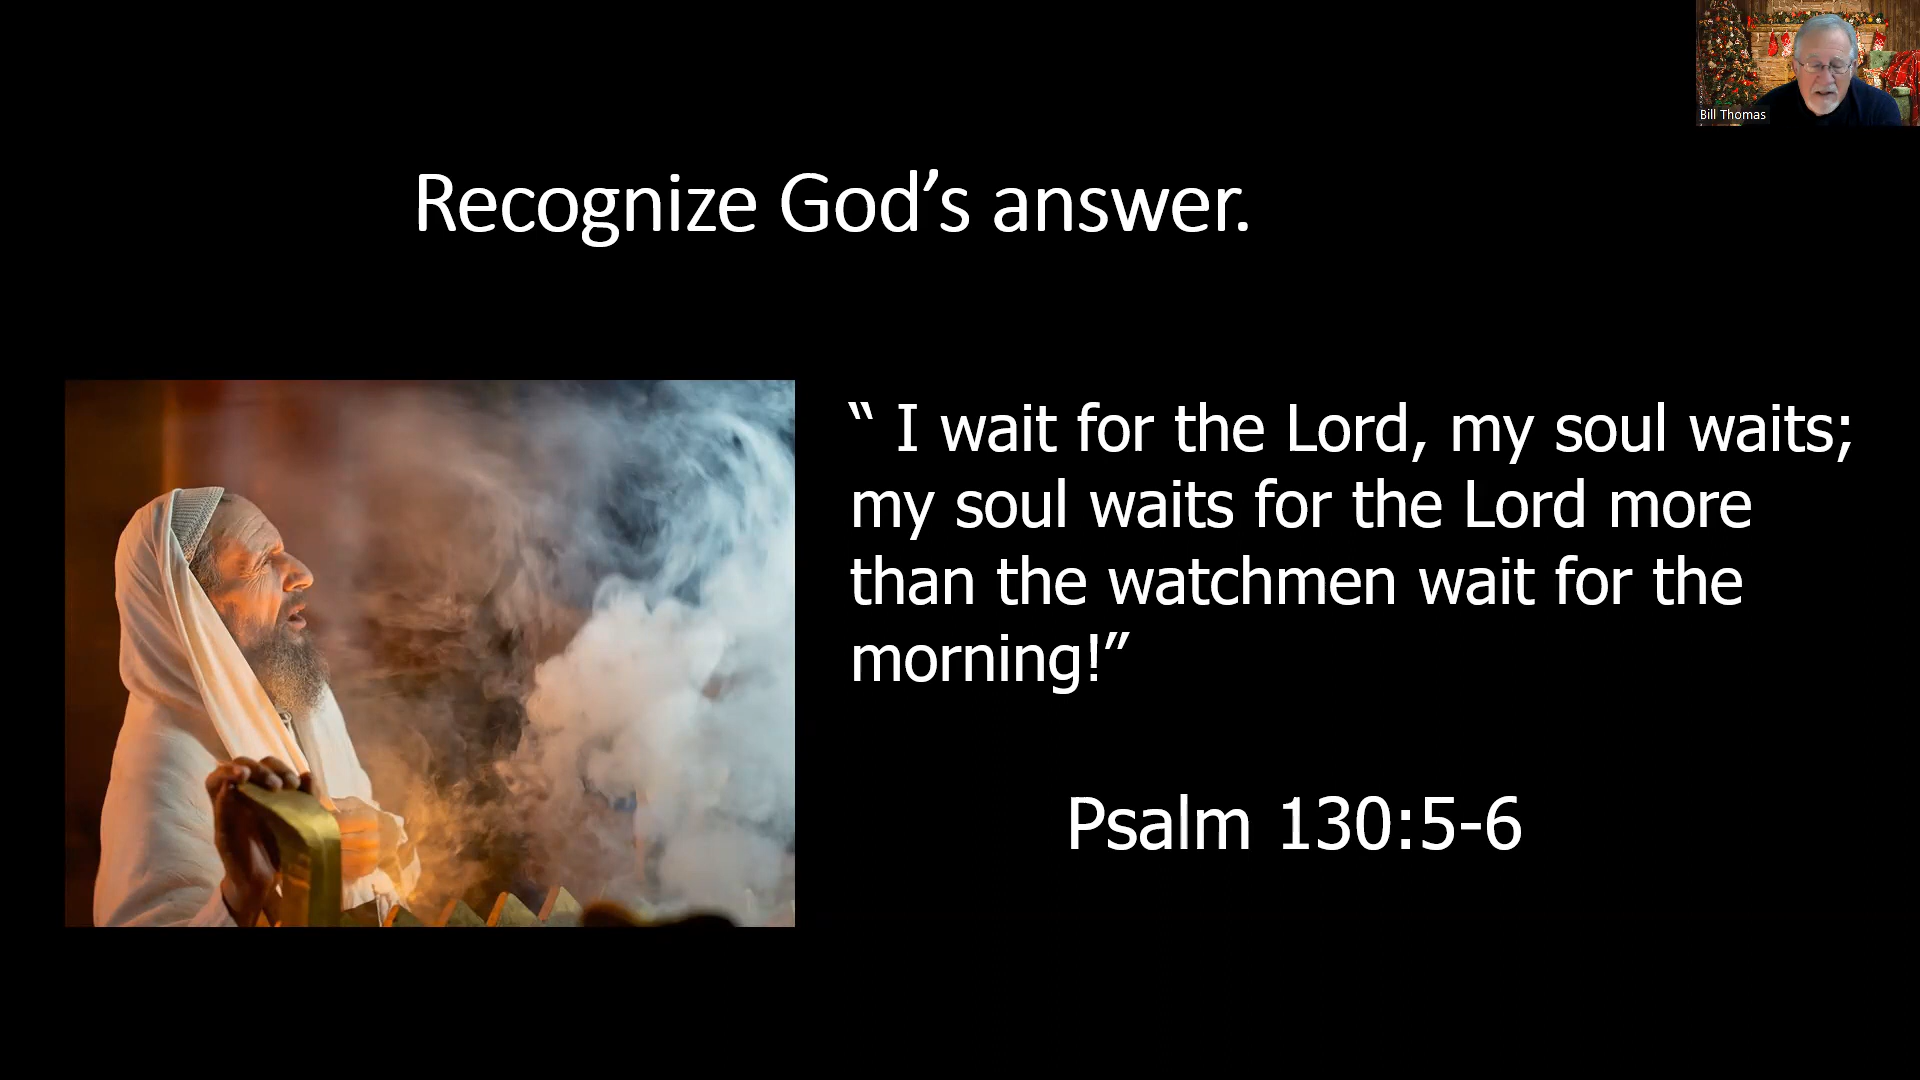 Bill Thomas
Recognize God’s answer.
“ I wait for the Lord, my soul waits;
my soul waits for the Lord more
than the watchmen wait for the
morning!”
Psalm 130:5-6